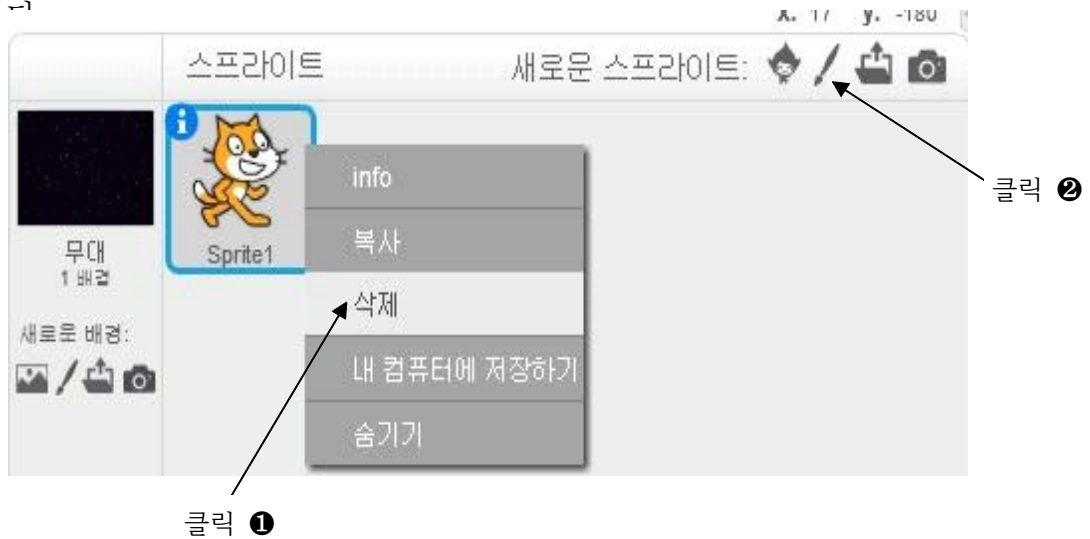 x: 17 y: -180
스프라이트 새로운 스프라이트:
클릭 ❷
i
Sprite1
무대
1 배경
새로운 배경:
info
복사
삭제
내 컴퓨터에 저장하기
숨기기
클릭 ❶